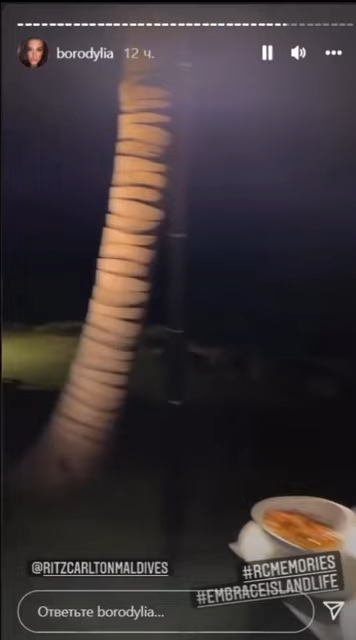 borodylia 12 ч.
@RITZCARLTONMALDIVES
#RCMEMORIES
#EMBRACEISLANDLIFE
Ответьте borodylia...